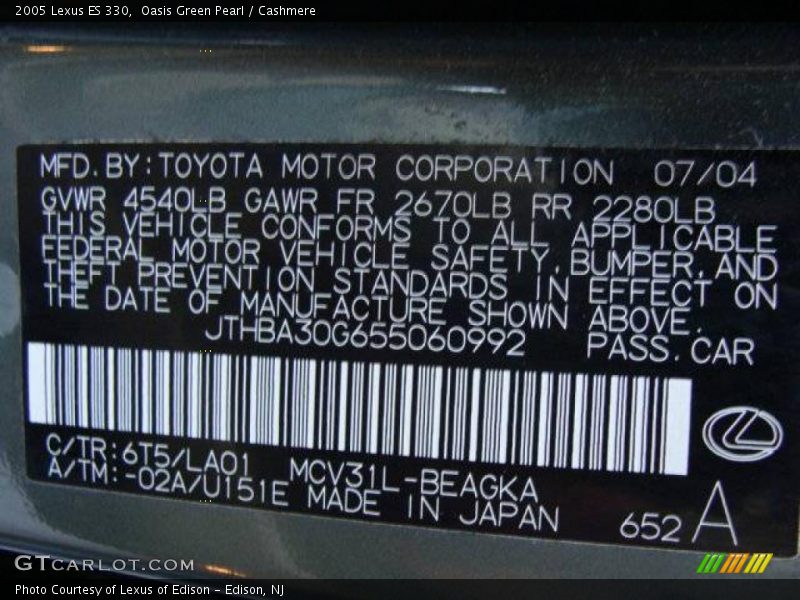 2005 Lexus ES 330,  Oasis Green Pearl / Cashmere
MFD.BY:TOYOTA MOTOR CORPORATION 07/04
GVWR 4540LB GAWR FR 2670LB RR 2280LB
THIS VEHICLE CONFORMS TO ALL APPLICABLE
FEDERAL MOTOR VEHICLE SAFETY,BUMPER,AND
THEFT PREVENTION STANDARDS IN EFFECT ON
THE DATE OF MANUFACTURE SHOWN ABOVE.
JTHBA30G655060992 PASS.CAR
C/TR:6T5/LA01 MCV31L-BEAGKA
A/TM:-02A/U151E MADE IN JAPAN
652 A
GTCARLOT.COM
Photo Courtesy of Lexus of Edison - Edison, NJ